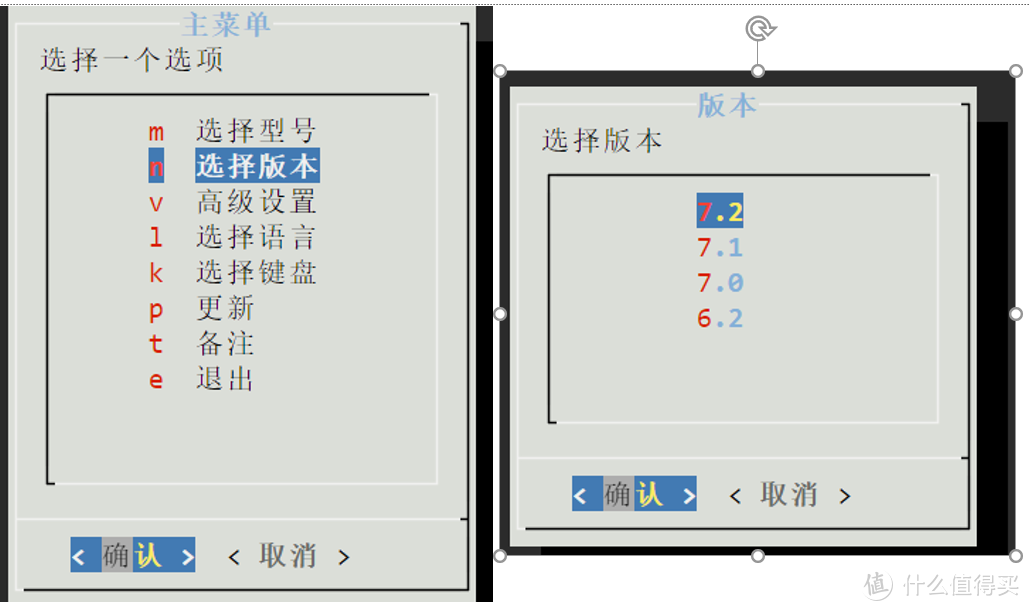 主菜单
选择一个选项
m 选择型号
n 选择版本
v 高级设置
l 选择语言
k 选择键盘
p 更新
t 备注
e 退出
<确认> <取消>
版本
选择版本
7.2
7.1
7.0
6.2
<确认> <取消>
值 什么值得买